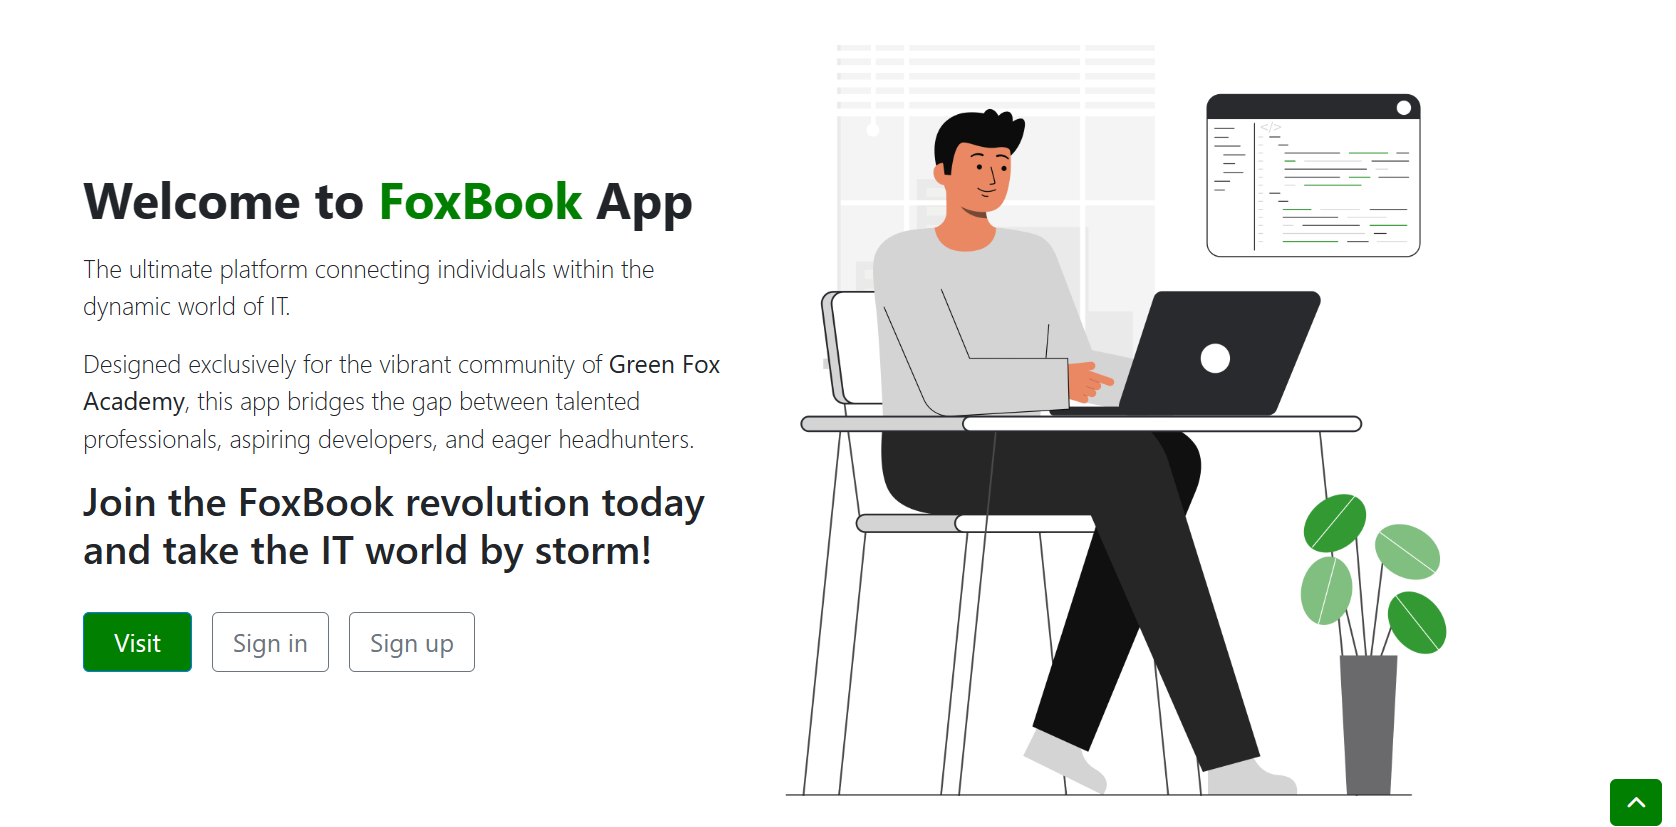 Welcome to FoxBook App
The ultimate platform connecting individuals within the
dynamic world of IT.
Designed exclusively for the vibrant community of Green Fox
Academy, this app bridges the gap between talented
professionals, aspiring developers, and eager headhunters.
Join the FoxBook revolution today
and take the IT world by storm!
Visit
Sign in
Sign up
</>